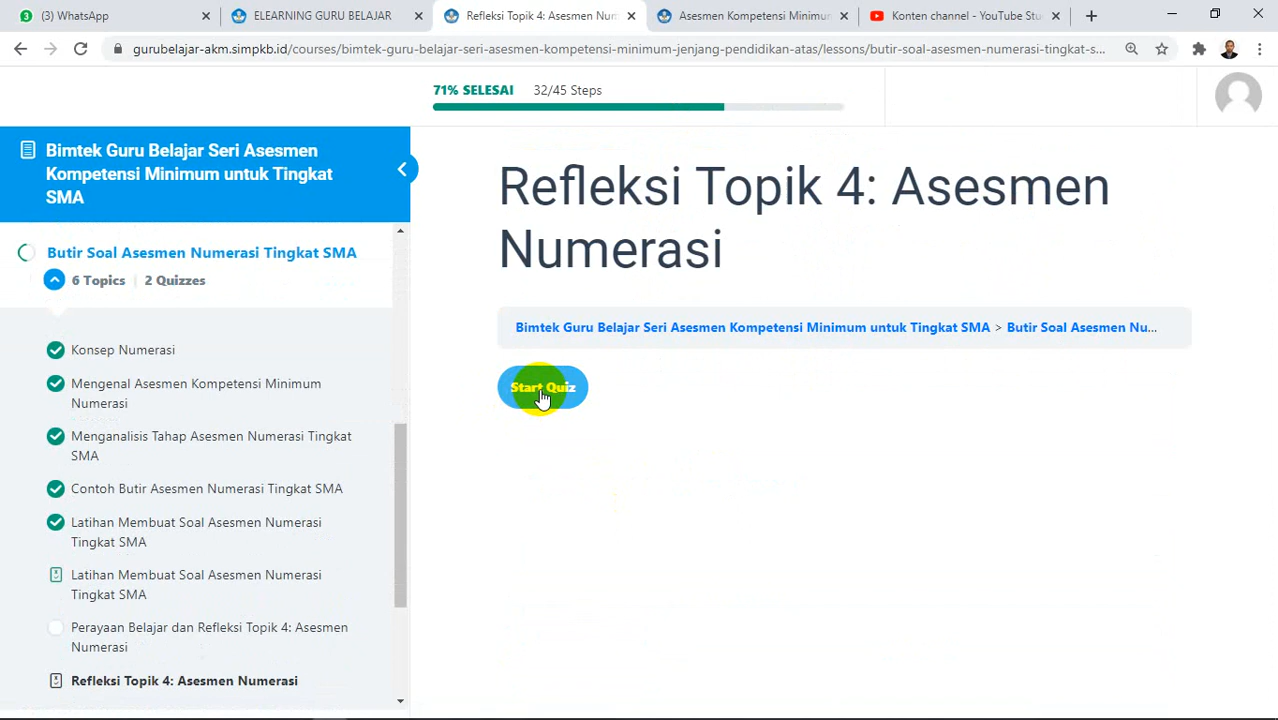 (3) WhatsApp
ELEARNING GURU BELAJAR
Refleksi Topik 4: Asesmen Num
Asesmen Kompetensi Minimum
Konten channel - YouTube Stu
gurubelajar-akm.simpkb.id/courses/bimtek-guru-belajar-seri-asesmen-kompetensi-minimum-jenjang-pendidikan-atas/lessons/butir-soal-asesmen-numerasi-tingkat-s...
71% SELESAI 32/45 Steps
Bimtek Guru Belajar Seri Asesmen
Kompetensi Minimum untuk Tingkat
SMA
Butir Soal Asesmen Numerasi Tingkat SMA
6 Topics | 2 Quizzes
Konsep Numerasi
Mengenal Asesmen Kompetensi Minimum
Numerasi
Menganalisis Tahap Asesmen Numerasi Tingkat
SMA
Contoh Butir Asesmen Numerasi Tingkat SMA
Latihan Membuat Soal Asesmen Numerasi
Tingkat SMA
Latihan Membuat Soal Asesmen Numerasi
Tingkat SMA
Perayaan Belajar dan Refleksi Topik 4: Asesmen
Numerasi
Refleksi Topik 4: Asesmen Numerasi
Refleksi Topik 4: Asesmen
Numerasi
Bimtek Guru Belajar Seri Asesmen Kompetensi Minimum untuk Tingkat SMA > Butir Soal Asesmen Nu...
Start Quiz